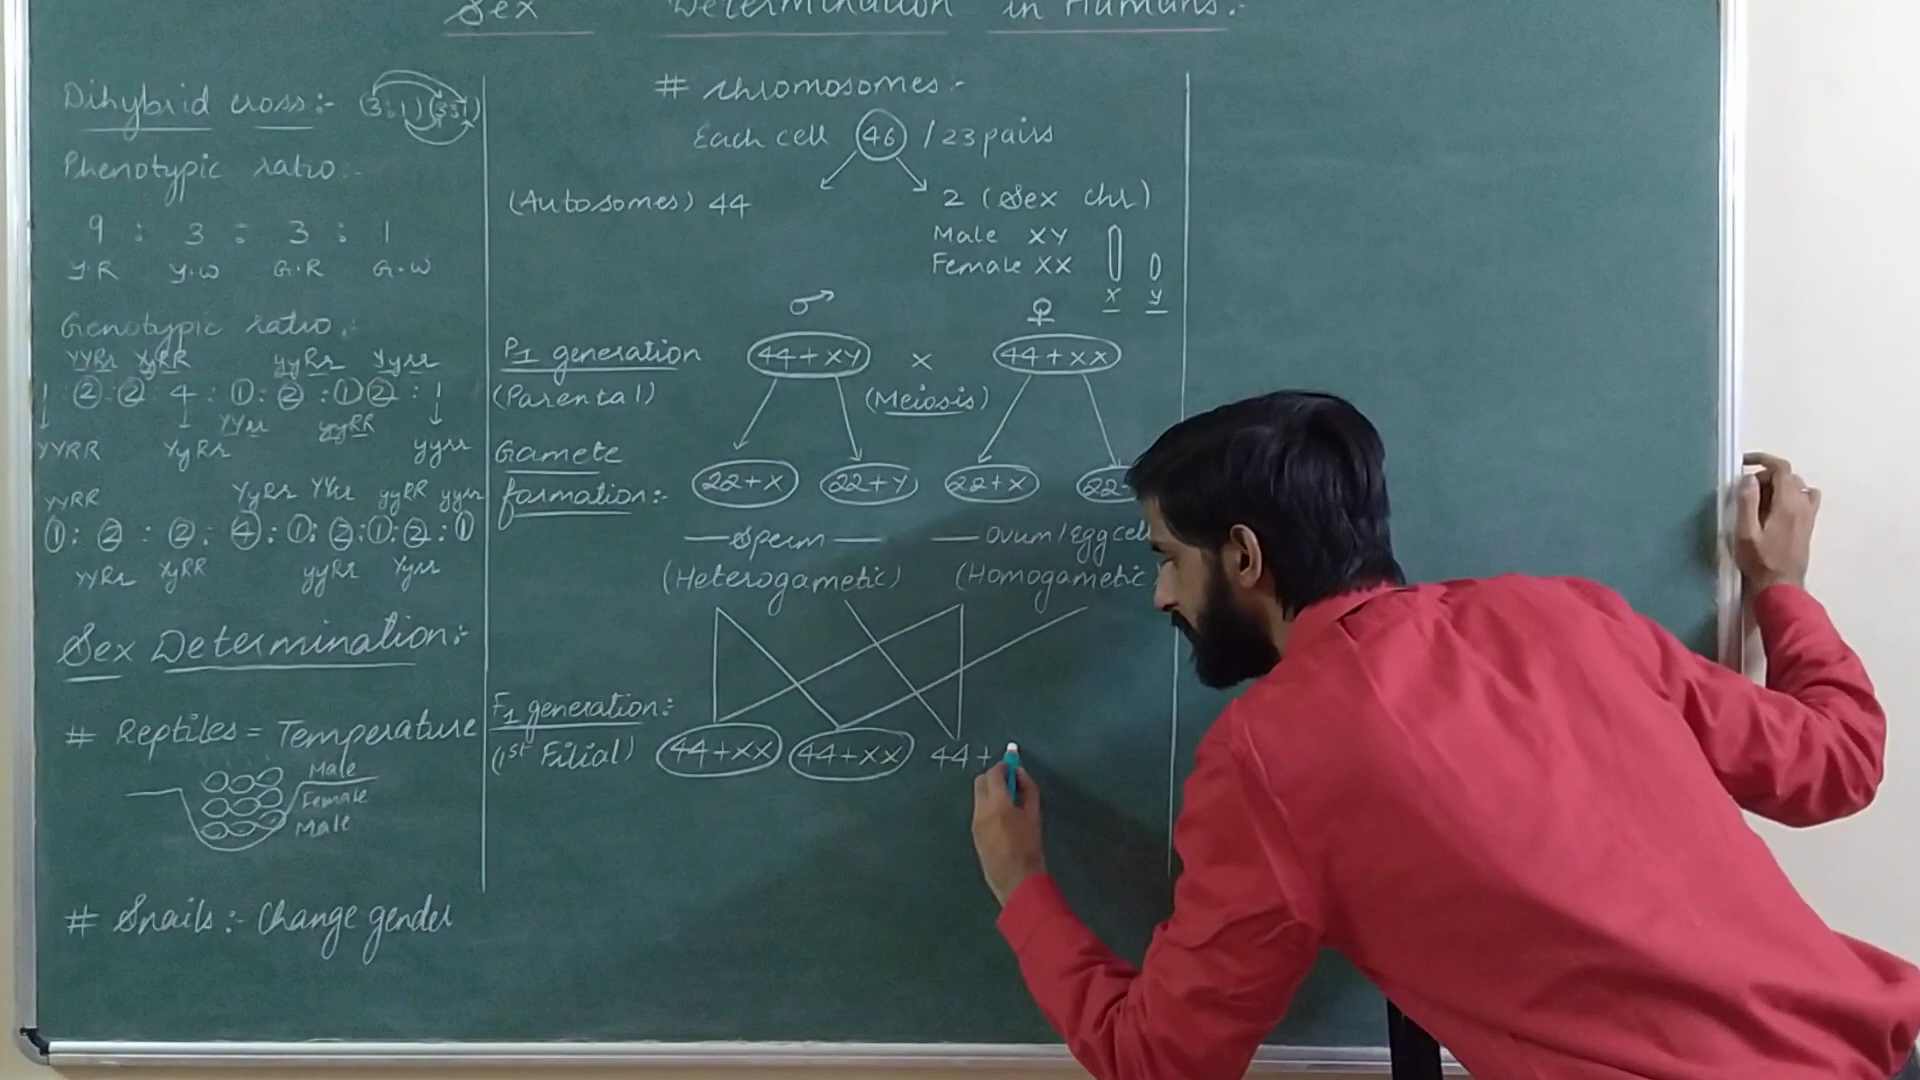 Sex Determination in Humans:-
Dihybrid cross:- (3:1)(3:1)
Phenotypic ratio:-
9 : 3 : 3 : 1
Y.R Y.W G.R G.W
Genotypic ratio:-
YYRr YyRR yyRr Yyrr
1 : 2 : 2 4 : 1 : 2 : 1 2 : 1
YYrr yyRR
YYRR YyRr yyrr
yyRR YyRr YYrr yyRR yyrr
1 : 2 : 2 : 4 : 1 : 2 : 1 : 2 : 1
YYRr YyRR yyRr Yyrr
Sex Determination:-
# Reptiles = Temperature
Male
Female
Male
# Snails:- Change gender
# Chromosomes:-
Each cell 46 / 23 pairs
(Autosomes) 44 2 (Sex chr)
Male XY
Female XX
X Y
♂ ♀
P1 generation 44+XY X 44+XX
(Parental) (Meiosis)
Gamete
formation:- 22+X 22+Y 22+X 22
Sperm Ovum/Egg cell
(Heterogametic) (Homogametic
F1 generation:-
(1st Filial) 44+XX 44+XX 44+